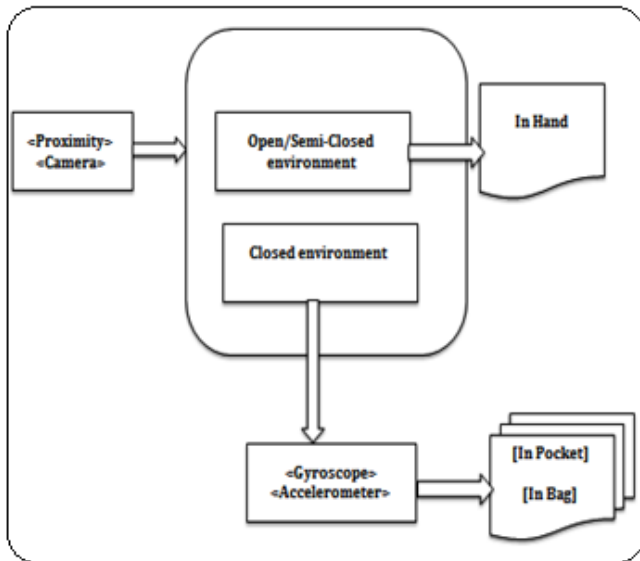 <Proximity>
<Camera>
Open/Semi-Closed
environment
In Hand
Closed environment
<Gyroscope>
<Accelerometer>
[In Pocket]
[In Bag]